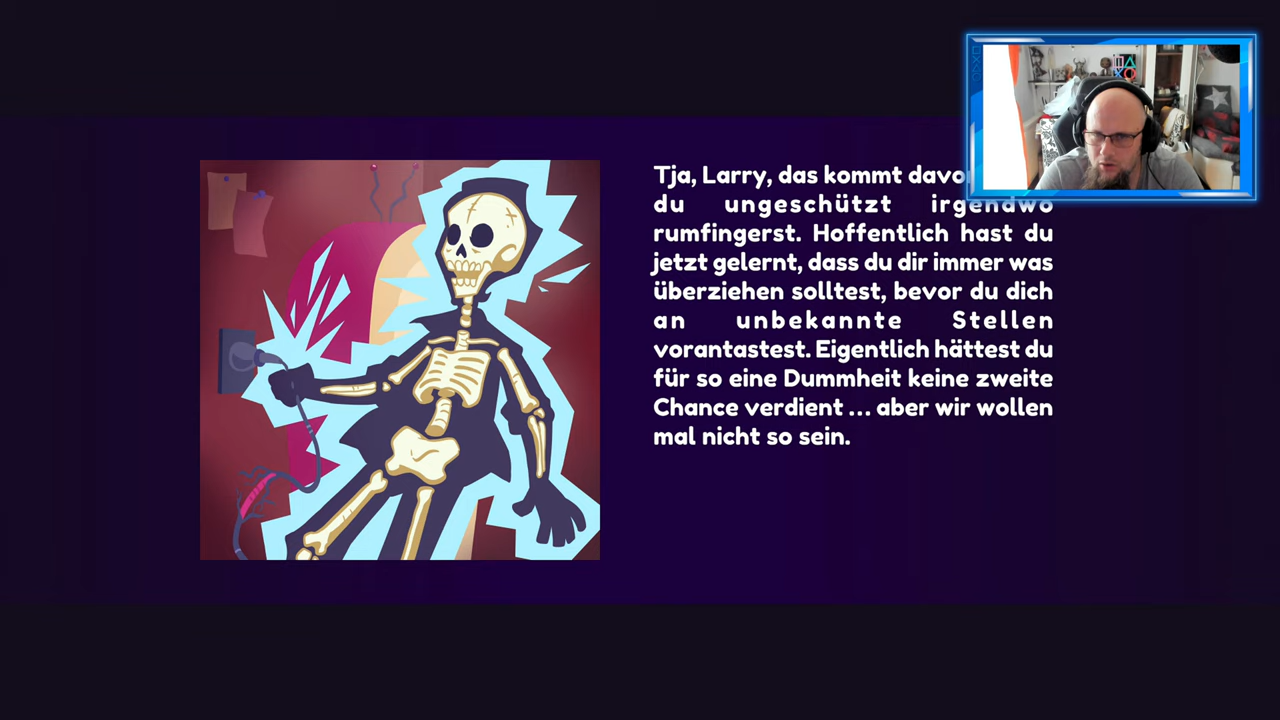 Tja, Larry, das kommt davo
du ungeschützt irgendwo
rumfingerst. Hoffentlich hast du
jetzt gelernt, dass du dir immer was
überziehen solltest, bevor du dich
an unbekannte Stellen
vorantastest. Eigentlich hättest du
für so eine Dummheit keine zweite
Chance verdient ... aber wir wollen
mal nicht so sein.